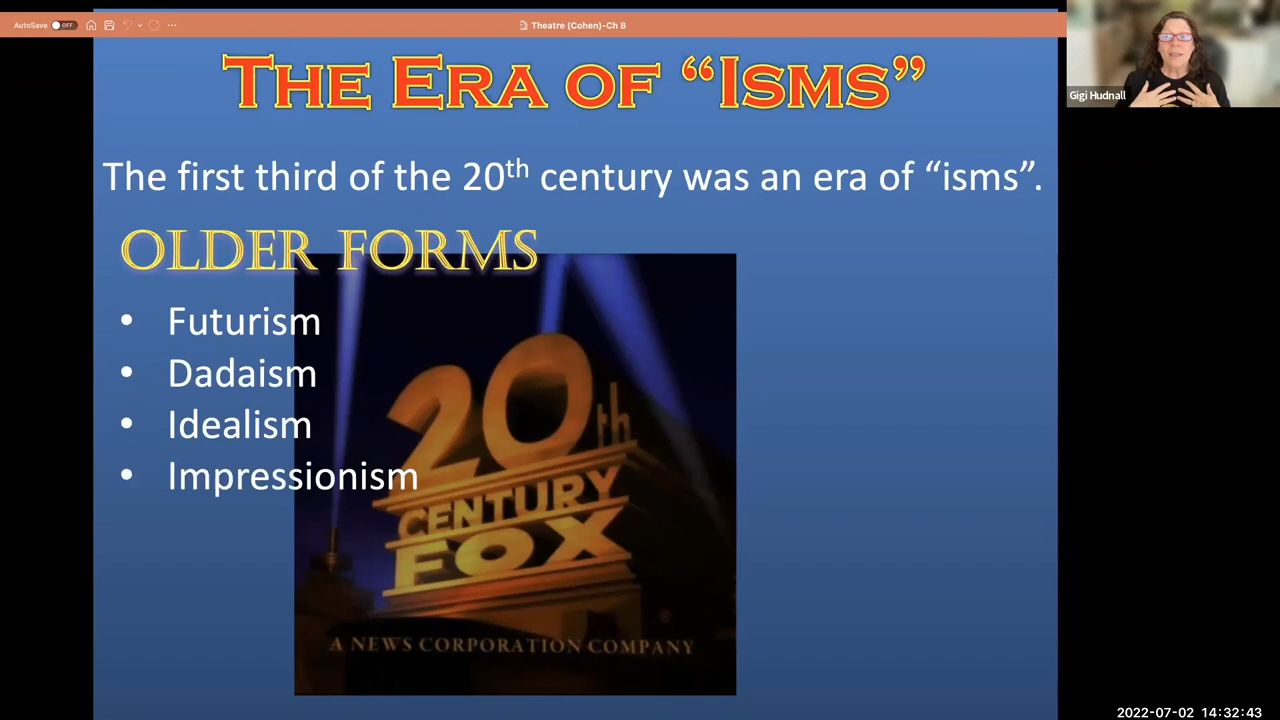 AutoSave OFF
Theatre (Cohen)-Ch 8
THE ERA OF “ISMS”
Gigi Hudnall
The first third of the 20th century was an era of “isms”.
OLDER FORMS
• Futurism
• Dadaism
• Idealism
• Impressionism
20th
CENTURY
FOX
A NEWS CORPORATION COMPANY
2022-07-02 14:32:43